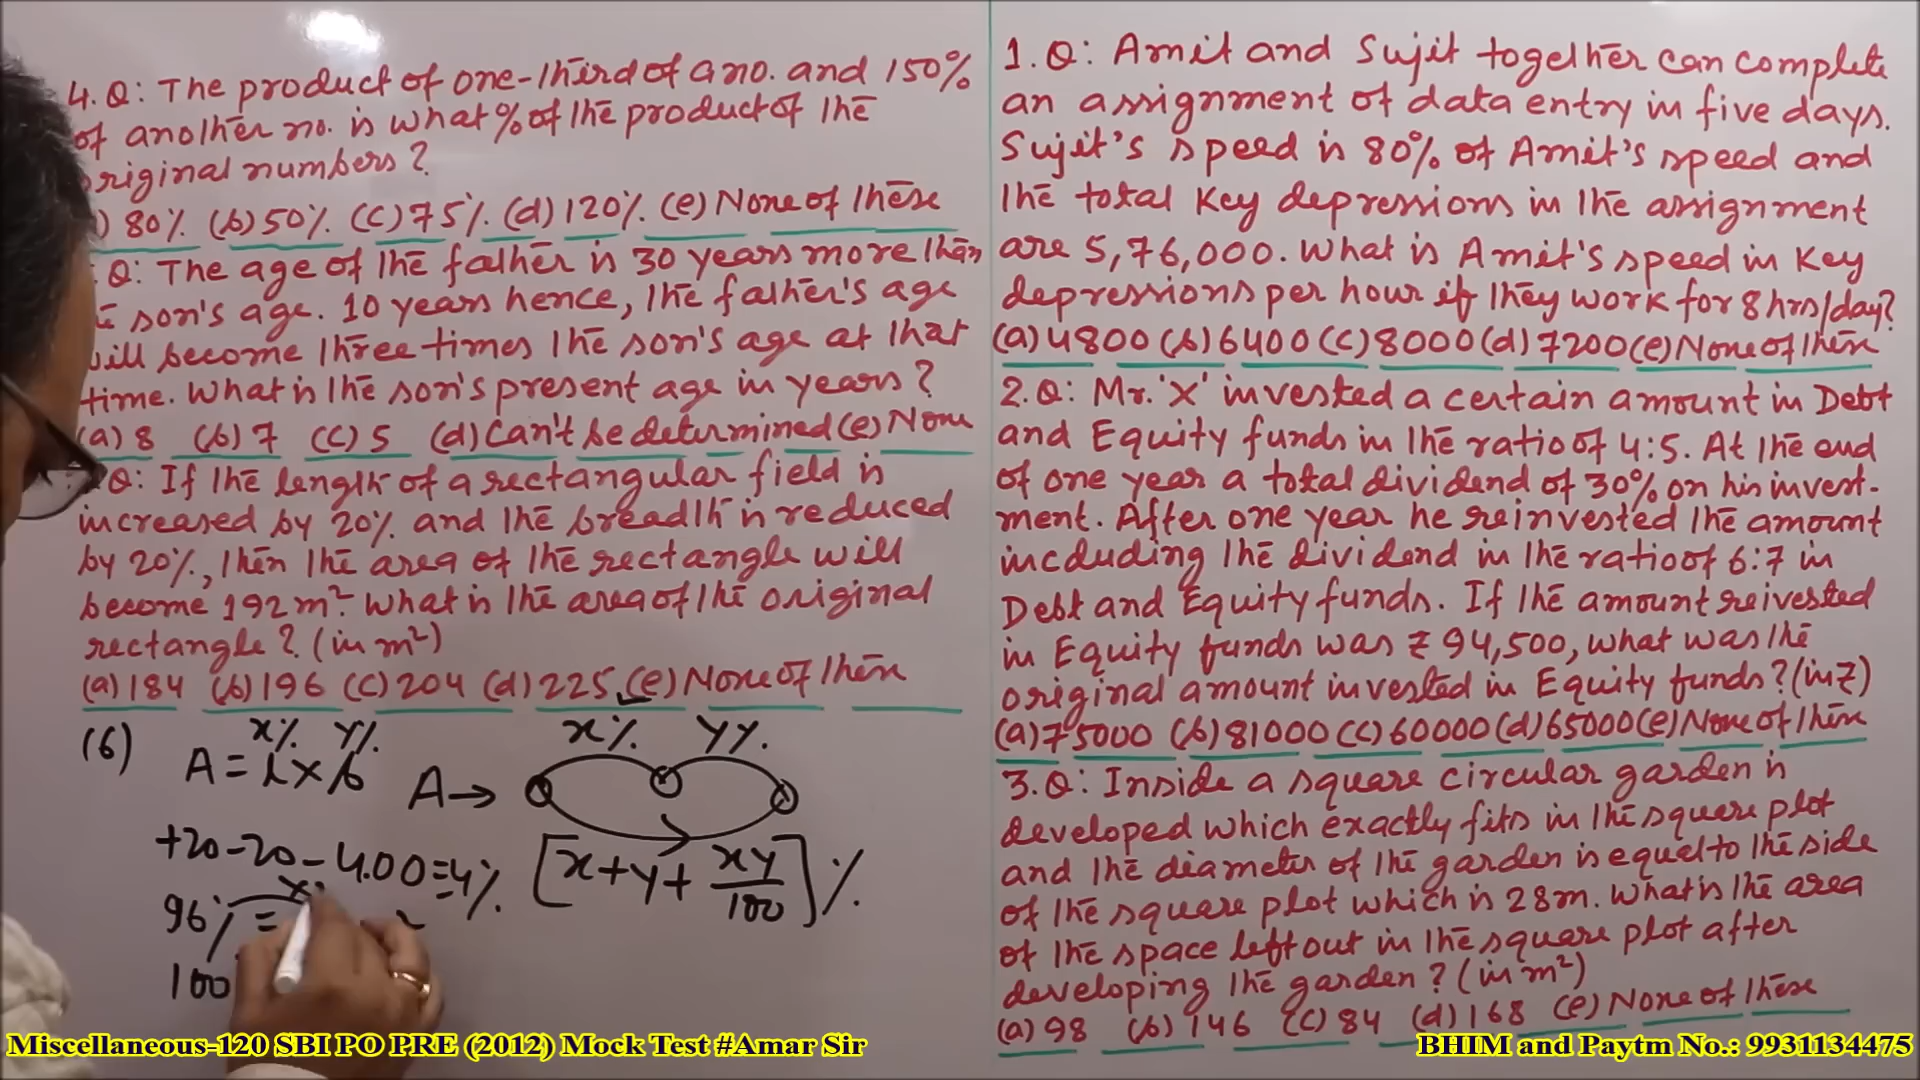 4. Q: The product of one-third of a no. and 150%
of another no. is what % of the product of the
original numbers?
) 80% (b) 50% (c) 75% (d) 120% (e) None of these
Q: The age of the father is 30 years more than
son's age. 10 years hence, the father's age
will become three times the son's age at that
time. What is the son's present age in years?
(a) 8 (b) 7 (c) 5 (d) Can't be determined (e) None
Q: If the length of a rectangular field is
increased by 20% and the breadth is reduced
by 20%, then the area of the rectangle will
become 192 m². What is the area of the original
rectangle? (in m²)
(a) 184 (b) 196 (c) 204 (d) 225 (e) None of these
(6)
x% y%
A = l × b
+20 - 20 - 4.00 = 4%
96% =
100
x% y%
A →
[x + y + xy/100] %
1. Q: Amit and Sujit together can complete
an assignment of data entry in five days.
Sujit's speed is 80% of Amit's speed and
the total Key depressions in the assignment
are 5,76,000. What is Amit's speed in Key
depressions per hour if they work for 8 hrs/day?
(a) 4800 (b) 6400 (c) 8000 (d) 7200 (e) None of these
2. Q: Mr. 'X' invested a certain amount in Debt
and Equity funds in the ratio of 4:5. At the end
of one year a total dividend of 30% on his invest-
ment. After one year he reinvested the amount
including the dividend in the ratio of 6:7 in
Debt and Equity funds. If the amount reivested
in Equity funds was ₹ 94,500, what was the
original amount invested in Equity funds? (in ₹)
(a) 75000 (b) 81000 (c) 60000 (d) 65000 (e) None of these
3. Q: Inside a square circular garden is
developed which exactly fits in the square plot
and the diameter of the garden is equal to the side
of the square plot which is 28m. What is the area
of the space left out in the square plot after
developing the garden? (in m²)
(a) 98 (b) 146 (c) 84 (d) 168 (e) None of these
Miscellaneous-120 SBI PO PRE (2012) Mock Test #Amar Sir
BHIM and Paytm No.: 9931134475